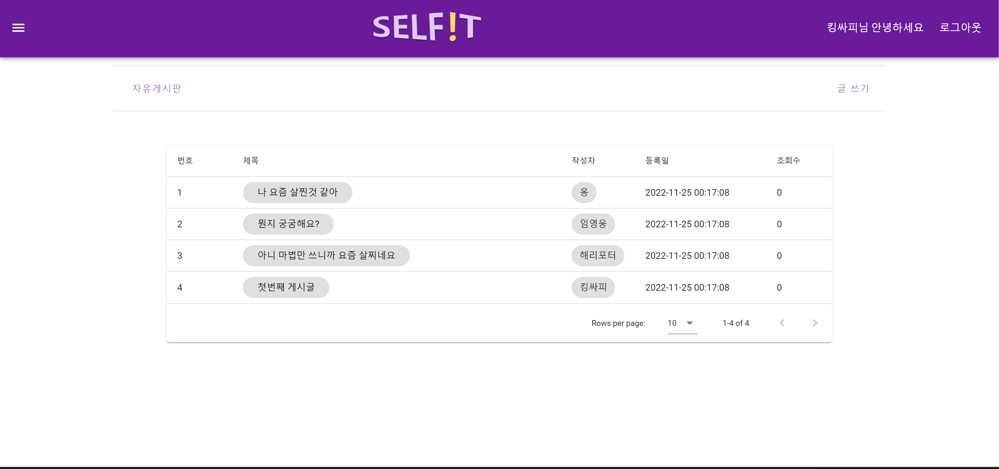 SELF!T
킹싸피님 안녕하세요 로그아웃
자유게시판 글 쓰기
번호 제목 작성자 등록일 조회수
1 나 요즘 살찐것 같아 옹 2022-11-25 00:17:08 0
2 뭔지 궁굼해요? 임영웅 2022-11-25 00:17:08 0
3 아니 마법만 쓰니까 요즘 살찌네요 해리포터 2022-11-25 00:17:08 0
4 첫번째 게시글 킹싸피 2022-11-25 00:17:08 0
Rows per page: 10 1-4 of 4